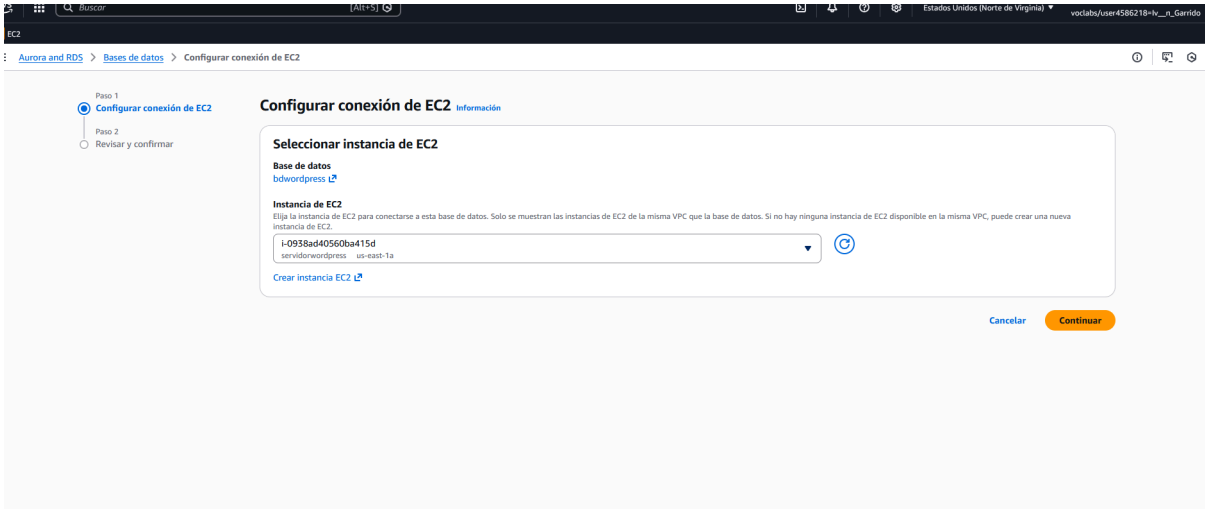 Buscar [Alt+S] Estados Unidos (Norte de Virginia) voclabs/user4586218=Iv__n_Garrido
EC2
Aurora and RDS > Bases de datos > Configurar conexión de EC2
Paso 1
Configurar conexión de EC2
Paso 2
Revisar y confirmar
Configurar conexión de EC2 Información
Seleccionar instancia de EC2
Base de datos
bdwordpress
Instancia de EC2
Elija la instancia de EC2 para conectarse a esta base de datos. Solo se muestran las instancias de EC2 de la misma VPC que la base de datos. Si no hay ninguna instancia de EC2 disponible en la misma VPC, puede crear una nueva
instancia de EC2.
i-0938ad40560ba415d
servidorwordpress us-east-1a
Crear instancia EC2
Cancelar Continuar